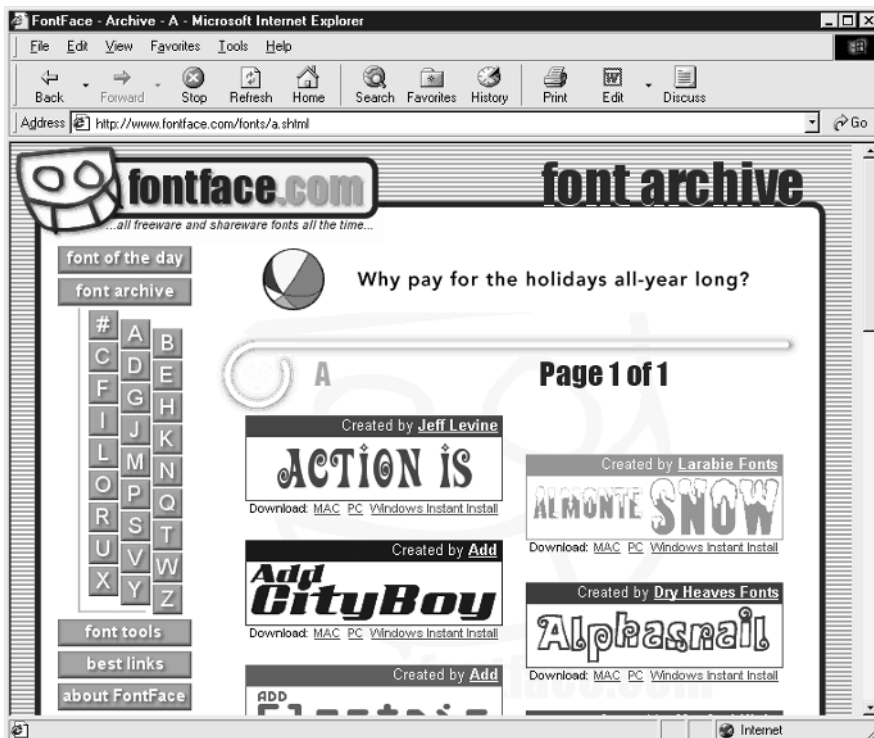 FontFace - Archive - A - Microsoft Internet Explorer
File Edit View Favorites Tools Help
Back Forward Stop Refresh Home Search Favorites History Print Edit Discuss
Address http://www.fontface.com/fonts/a.shtml Go
fontface.com
font archive
...all freeware and shareware fonts all the time...
font of the day
font archive
Why pay for the holidays all-year long?
# A B
C D E
F G H
I J K
L M N
O P Q
R S T
U V W
X Y Z
font tools
best links
about FontFace
A
Page 1 of 1
Created by Jeff Levine
ACTION IS
Download: MAC PC Windows Instant Install
Created by Add
Add
CityBoy
Download: MAC PC Windows Instant Install
Created by Add
ADD
Electric
Created by Larabie Fonts
ALMONTE SNOW
Download: MAC PC Windows Instant Install
Created by Dry Heaves Fonts
Alphasnail
Download: MAC PC Windows Instant Install
Internet